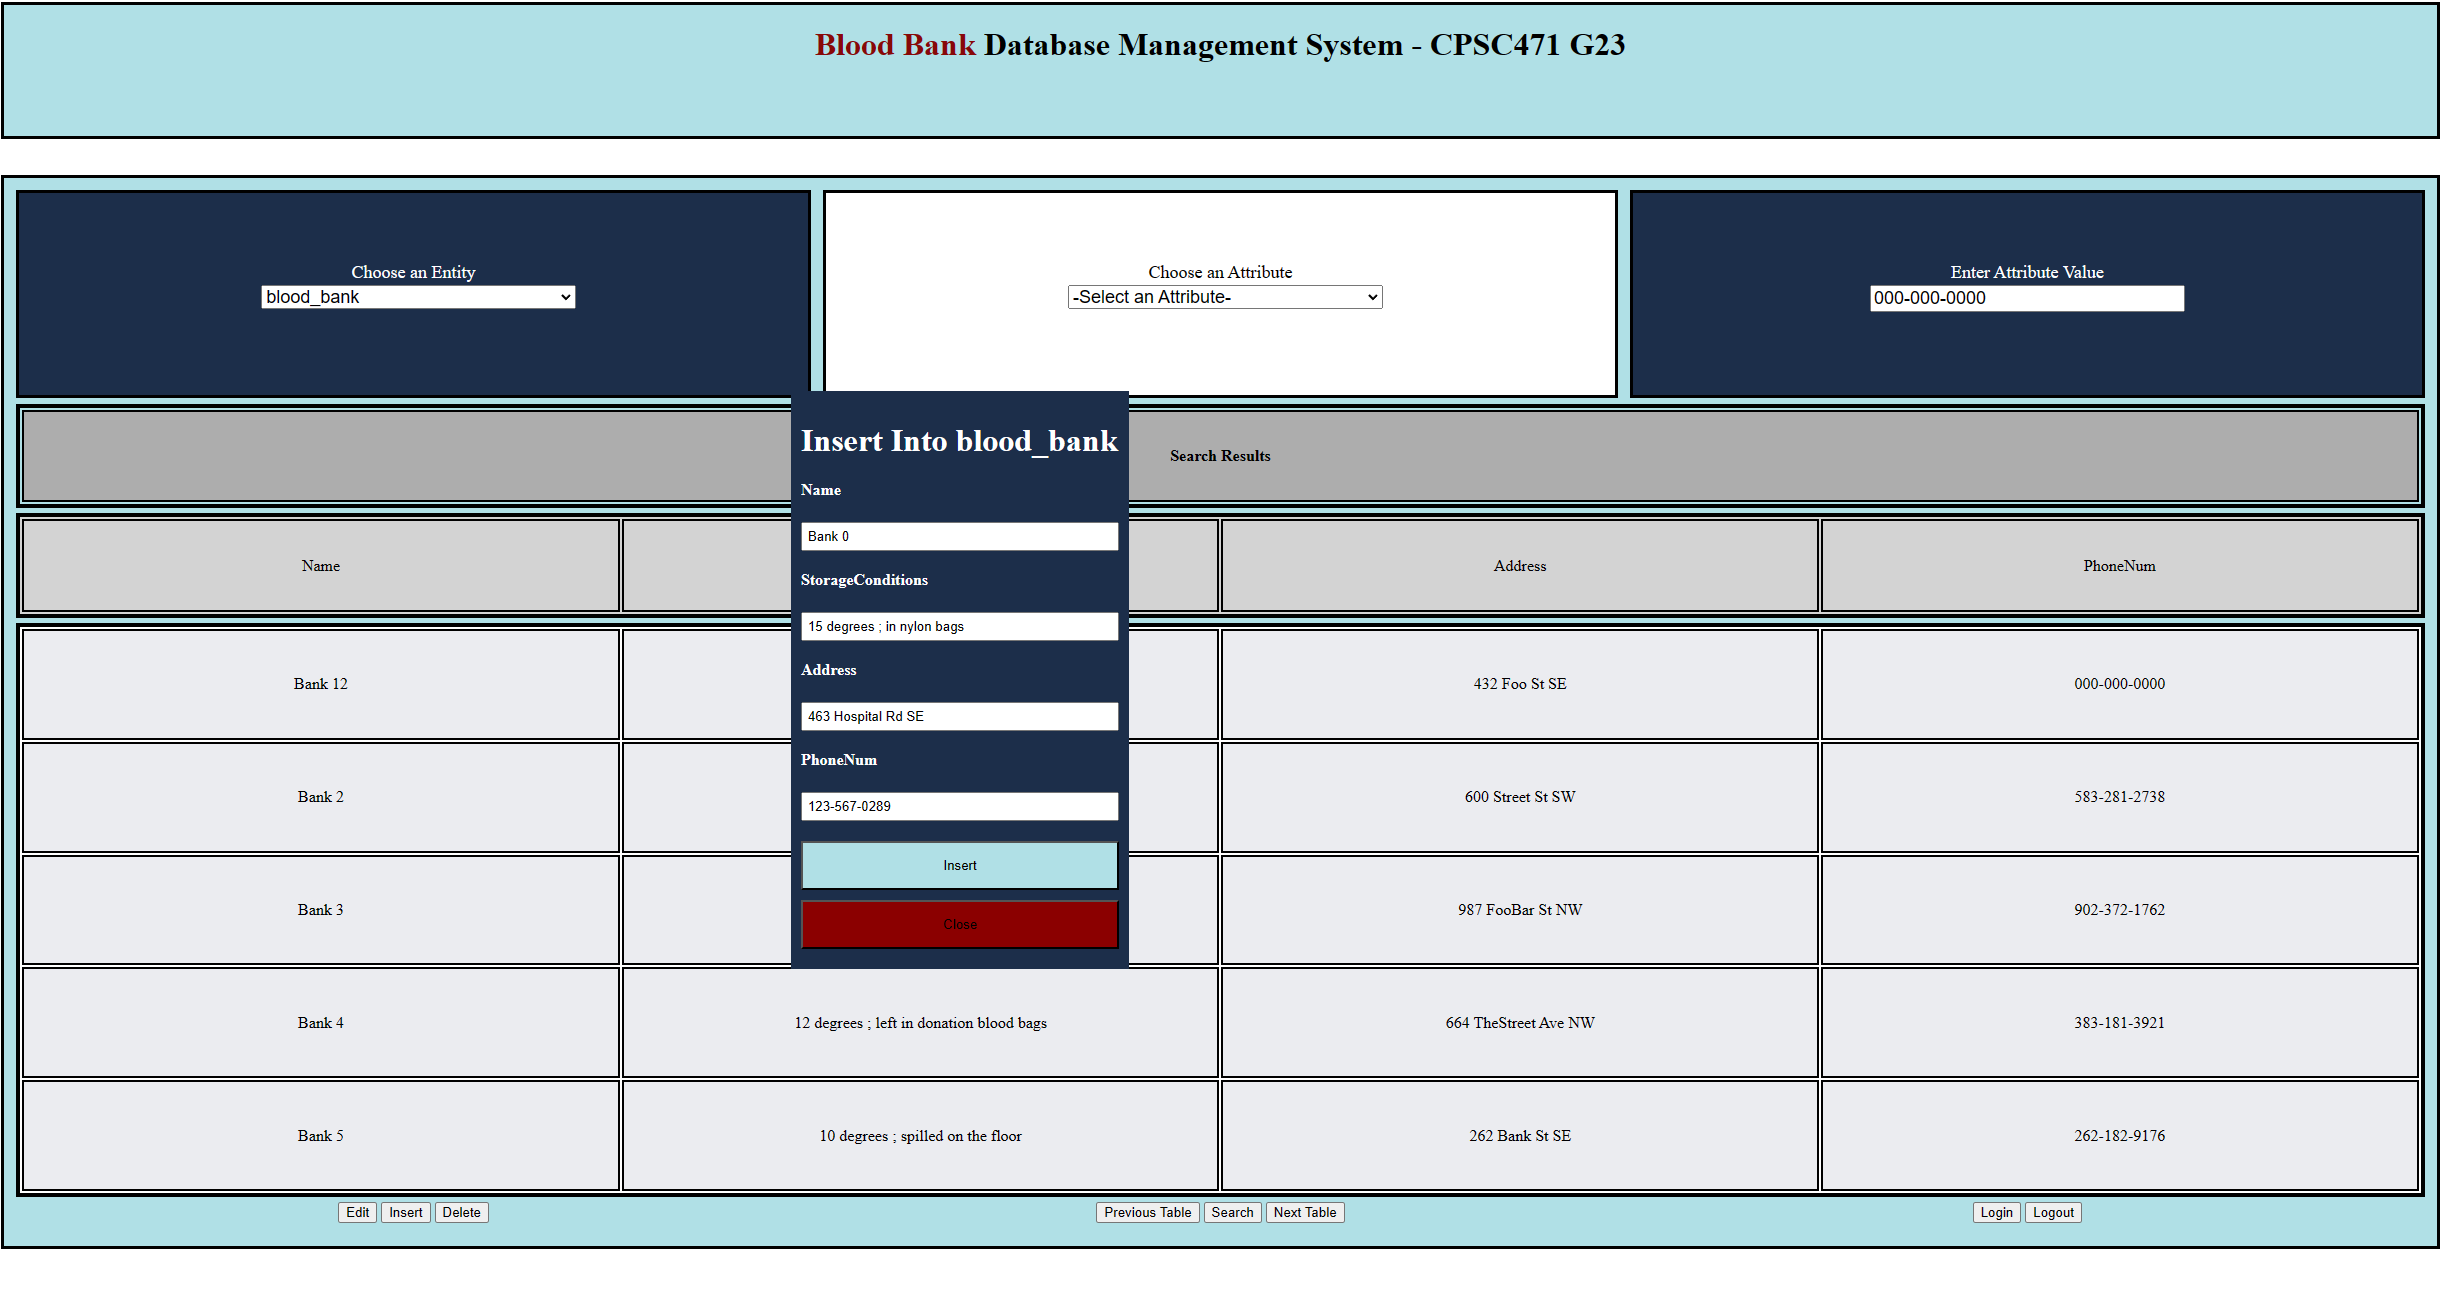 Blood Bank Database Management System - CPSC471 G23
Choose an Entity
blood_bank
Choose an Attribute
-Select an Attribute-
Enter Attribute Value
000-000-0000
Search Results
Insert Into blood_bank
Name
Bank 0
StorageConditions
15 degrees ; in nylon bags
Address
463 Hospital Rd SE
PhoneNum
123-567-0289
Insert
Close
Name Address PhoneNum
Bank 12 432 Foo St SE 000-000-0000
Bank 2 600 Street St SW 583-281-2738
Bank 3 987 FooBar St NW 902-372-1762
Bank 4 12 degrees ; left in donation blood bags 664 TheStreet Ave NW 383-181-3921
Bank 5 10 degrees ; spilled on the floor 262 Bank St SE 262-182-9176
Edit Insert Delete Previous Table Search Next Table Login Logout